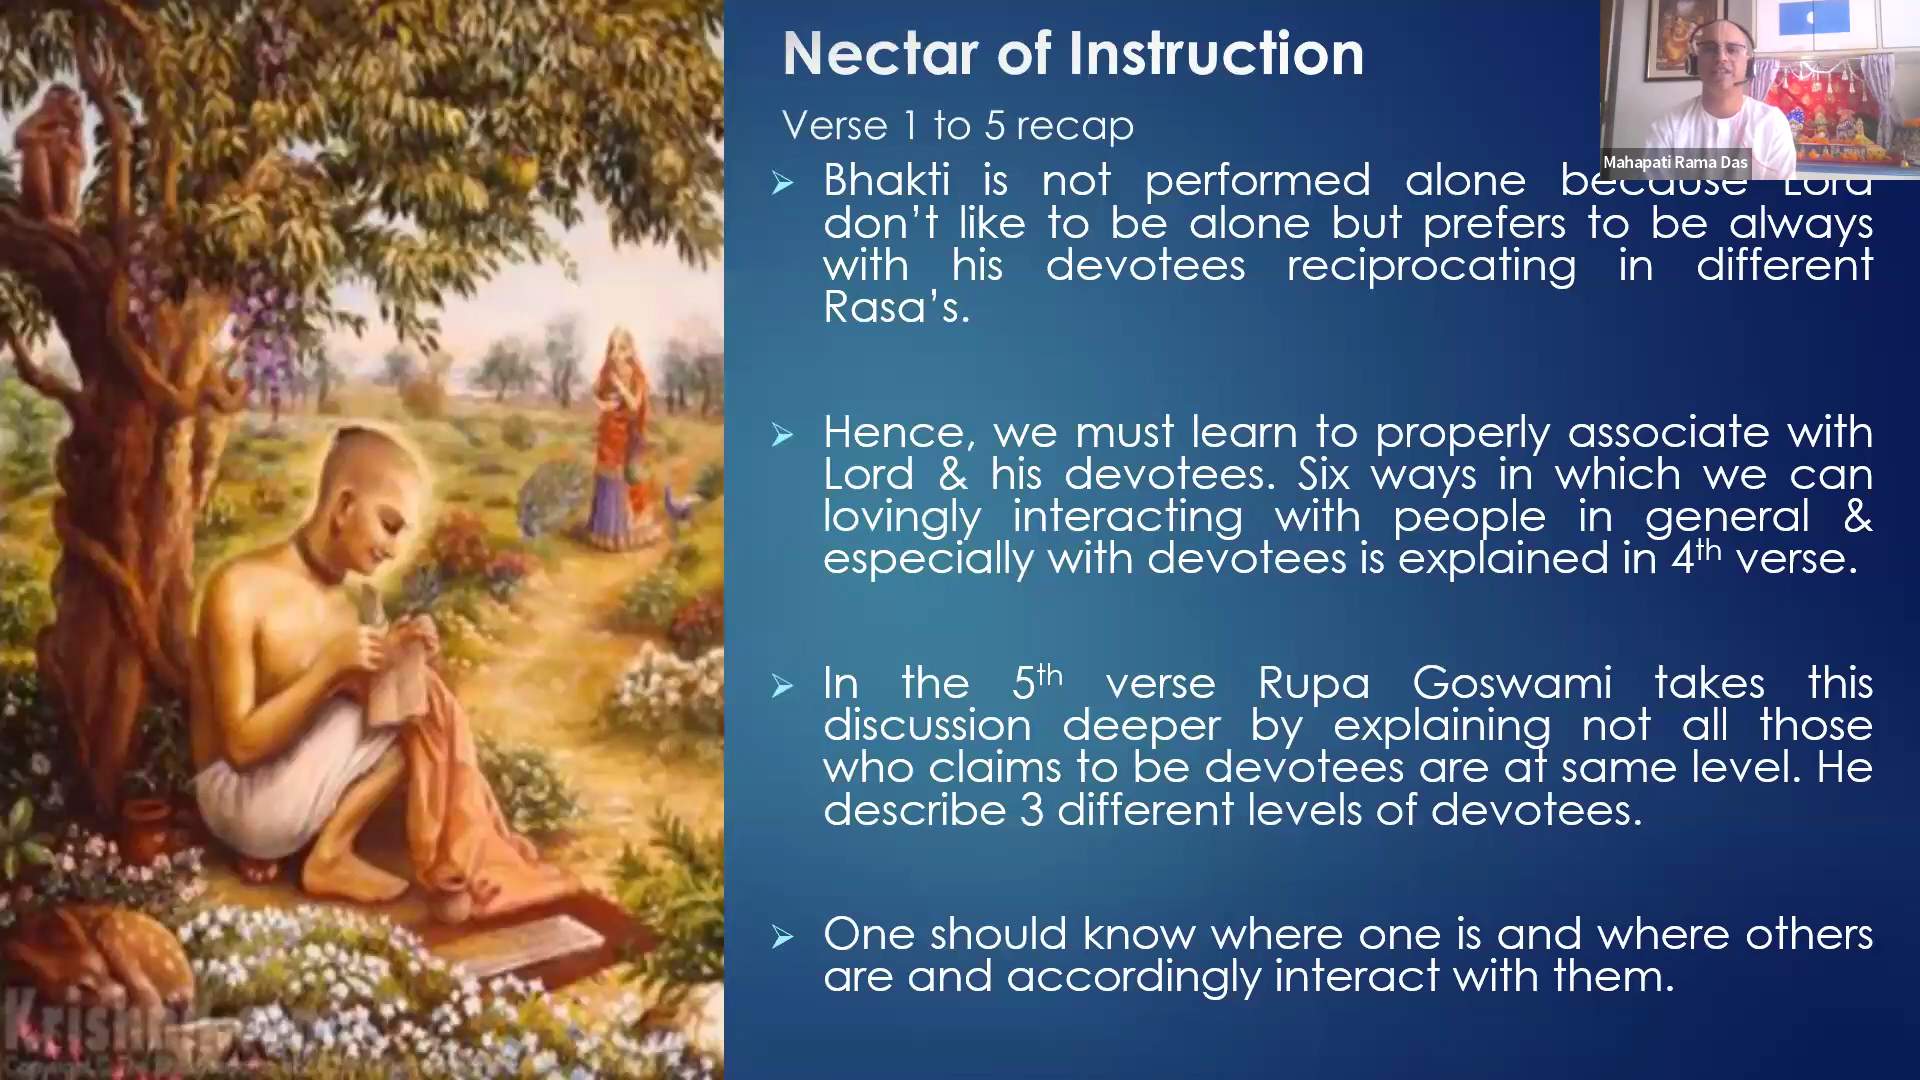 Nectar of Instruction
Verse 1 to 5 recap
Mahapati Rama Das
➢ Bhakti is not performed alone because Lord
don’t like to be alone but prefers to be always
with his devotees reciprocating in different
Rasa’s.
➢ Hence, we must learn to properly associate with
Lord & his devotees. Six ways in which we can
lovingly interacting with people in general &
especially with devotees is explained in 4th verse.
➢ In the 5th verse Rupa Goswami takes this
discussion deeper by explaining not all those
who claims to be devotees are at same level. He
describe 3 different levels of devotees.
➢ One should know where one is and where others
are and accordingly interact with them.